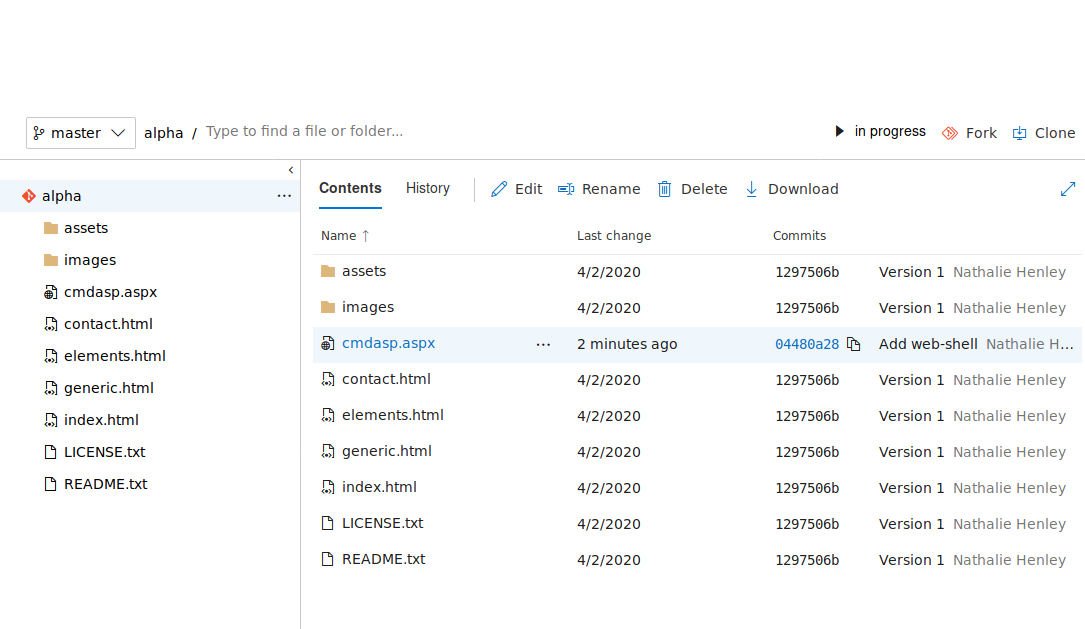 master alpha / Type to find a file or folder... in progress Fork Clone
alpha ...
assets
images
cmdasp.aspx
contact.html
elements.html
generic.html
index.html
LICENSE.txt
README.txt
Contents History Edit Rename Delete Download
Name ↑ Last change Commits
assets 4/2/2020 1297506b Version 1 Nathalie Henley
images 4/2/2020 1297506b Version 1 Nathalie Henley
cmdasp.aspx ... 2 minutes ago 04480a28 Add web-shell Nathalie H...
contact.html 4/2/2020 1297506b Version 1 Nathalie Henley
elements.html 4/2/2020 1297506b Version 1 Nathalie Henley
generic.html 4/2/2020 1297506b Version 1 Nathalie Henley
index.html 4/2/2020 1297506b Version 1 Nathalie Henley
LICENSE.txt 4/2/2020 1297506b Version 1 Nathalie Henley
README.txt 4/2/2020 1297506b Version 1 Nathalie Henley